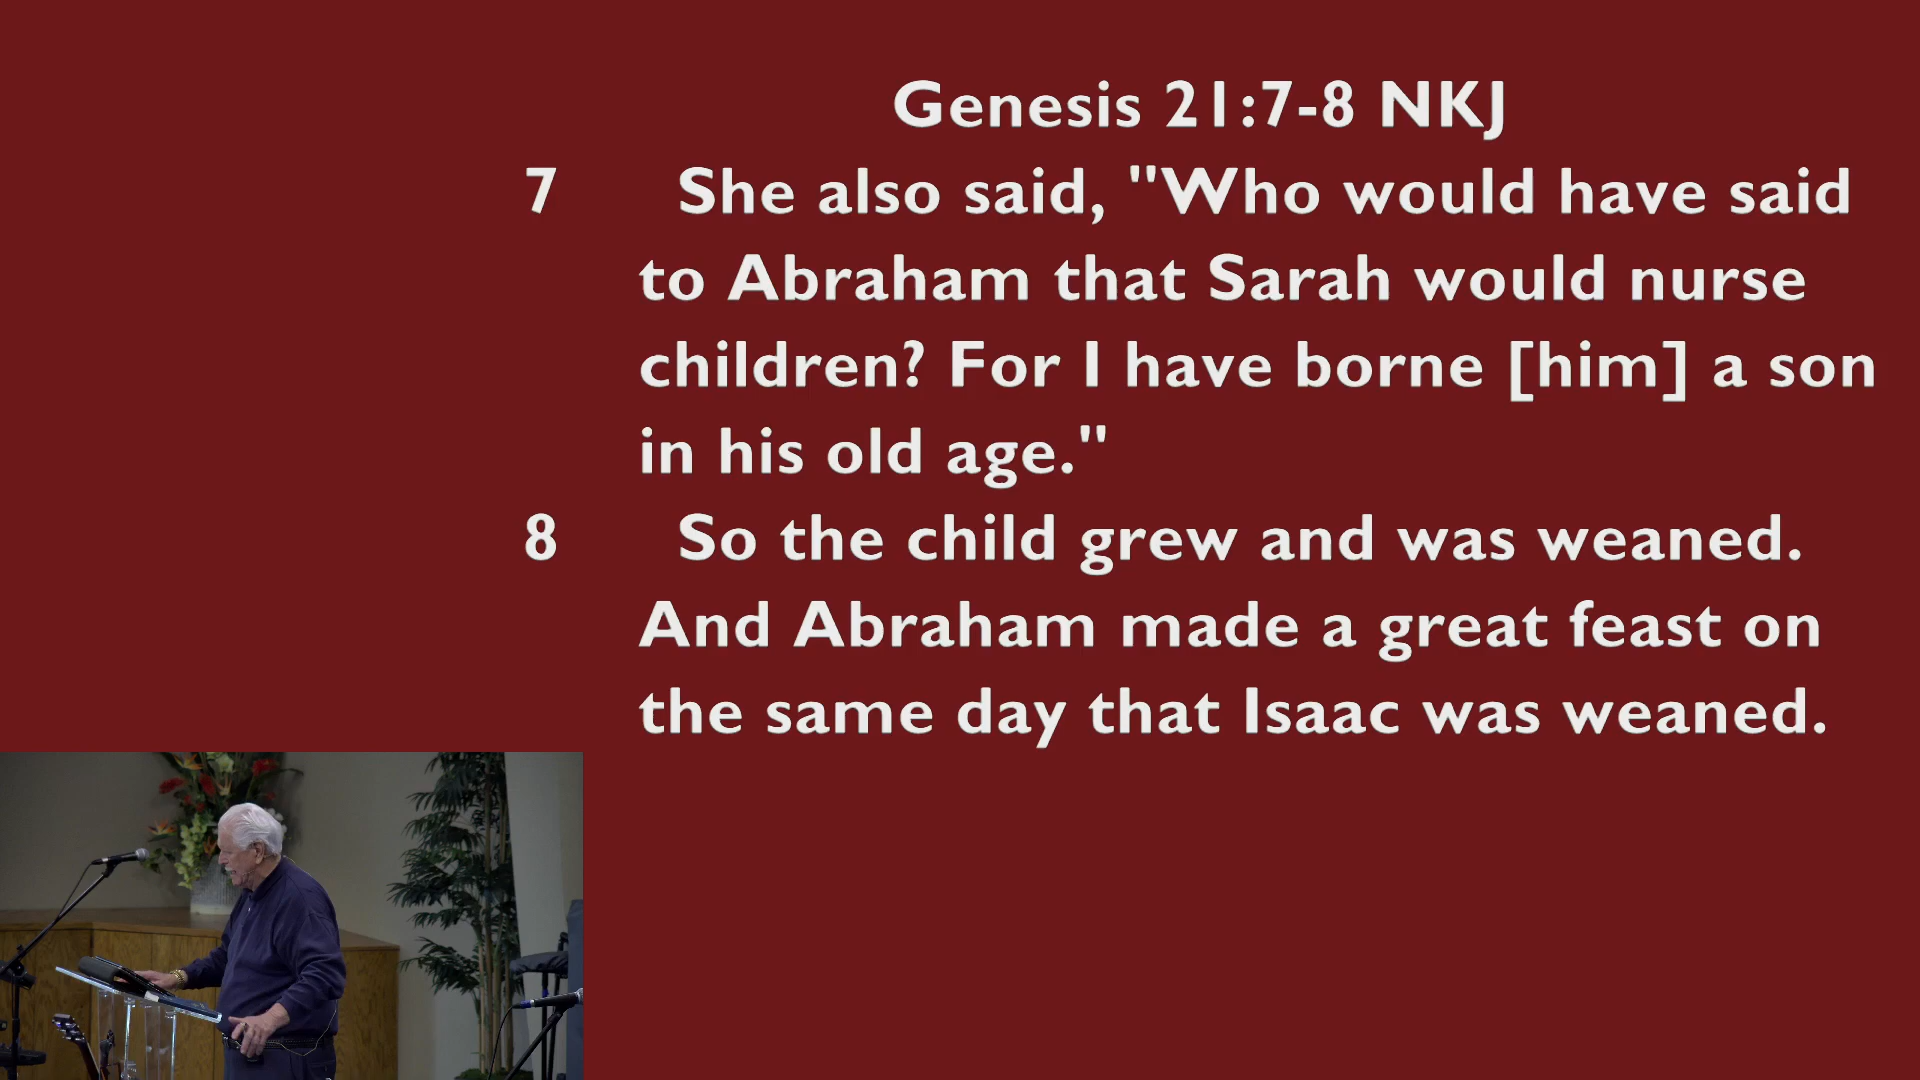 Genesis 21:7-8 NKJ
7 She also said, "Who would have said
to Abraham that Sarah would nurse
children? For I have borne [him] a son
in his old age."
8 So the child grew and was weaned.
And Abraham made a great feast on
the same day that Isaac was weaned.